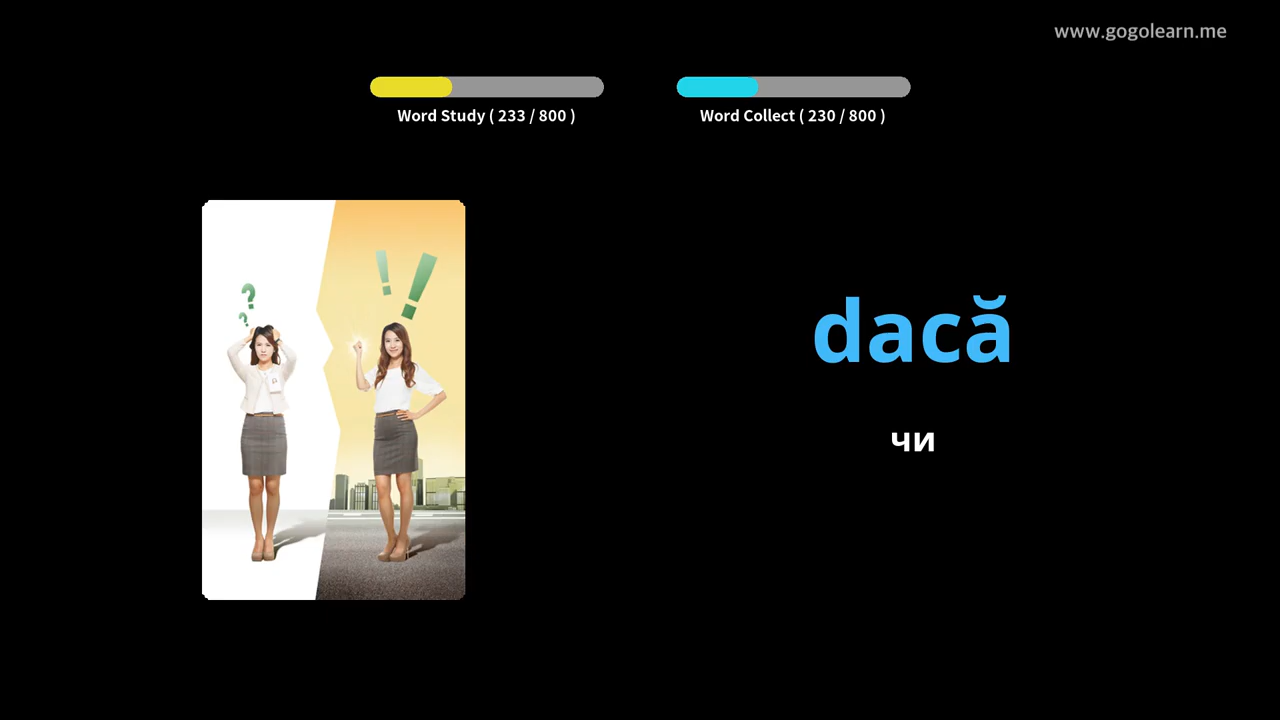 www.gogolearn.me
Word Study ( 233 / 800 )
Word Collect ( 230 / 800 )
? ?
! !
dacă
чи